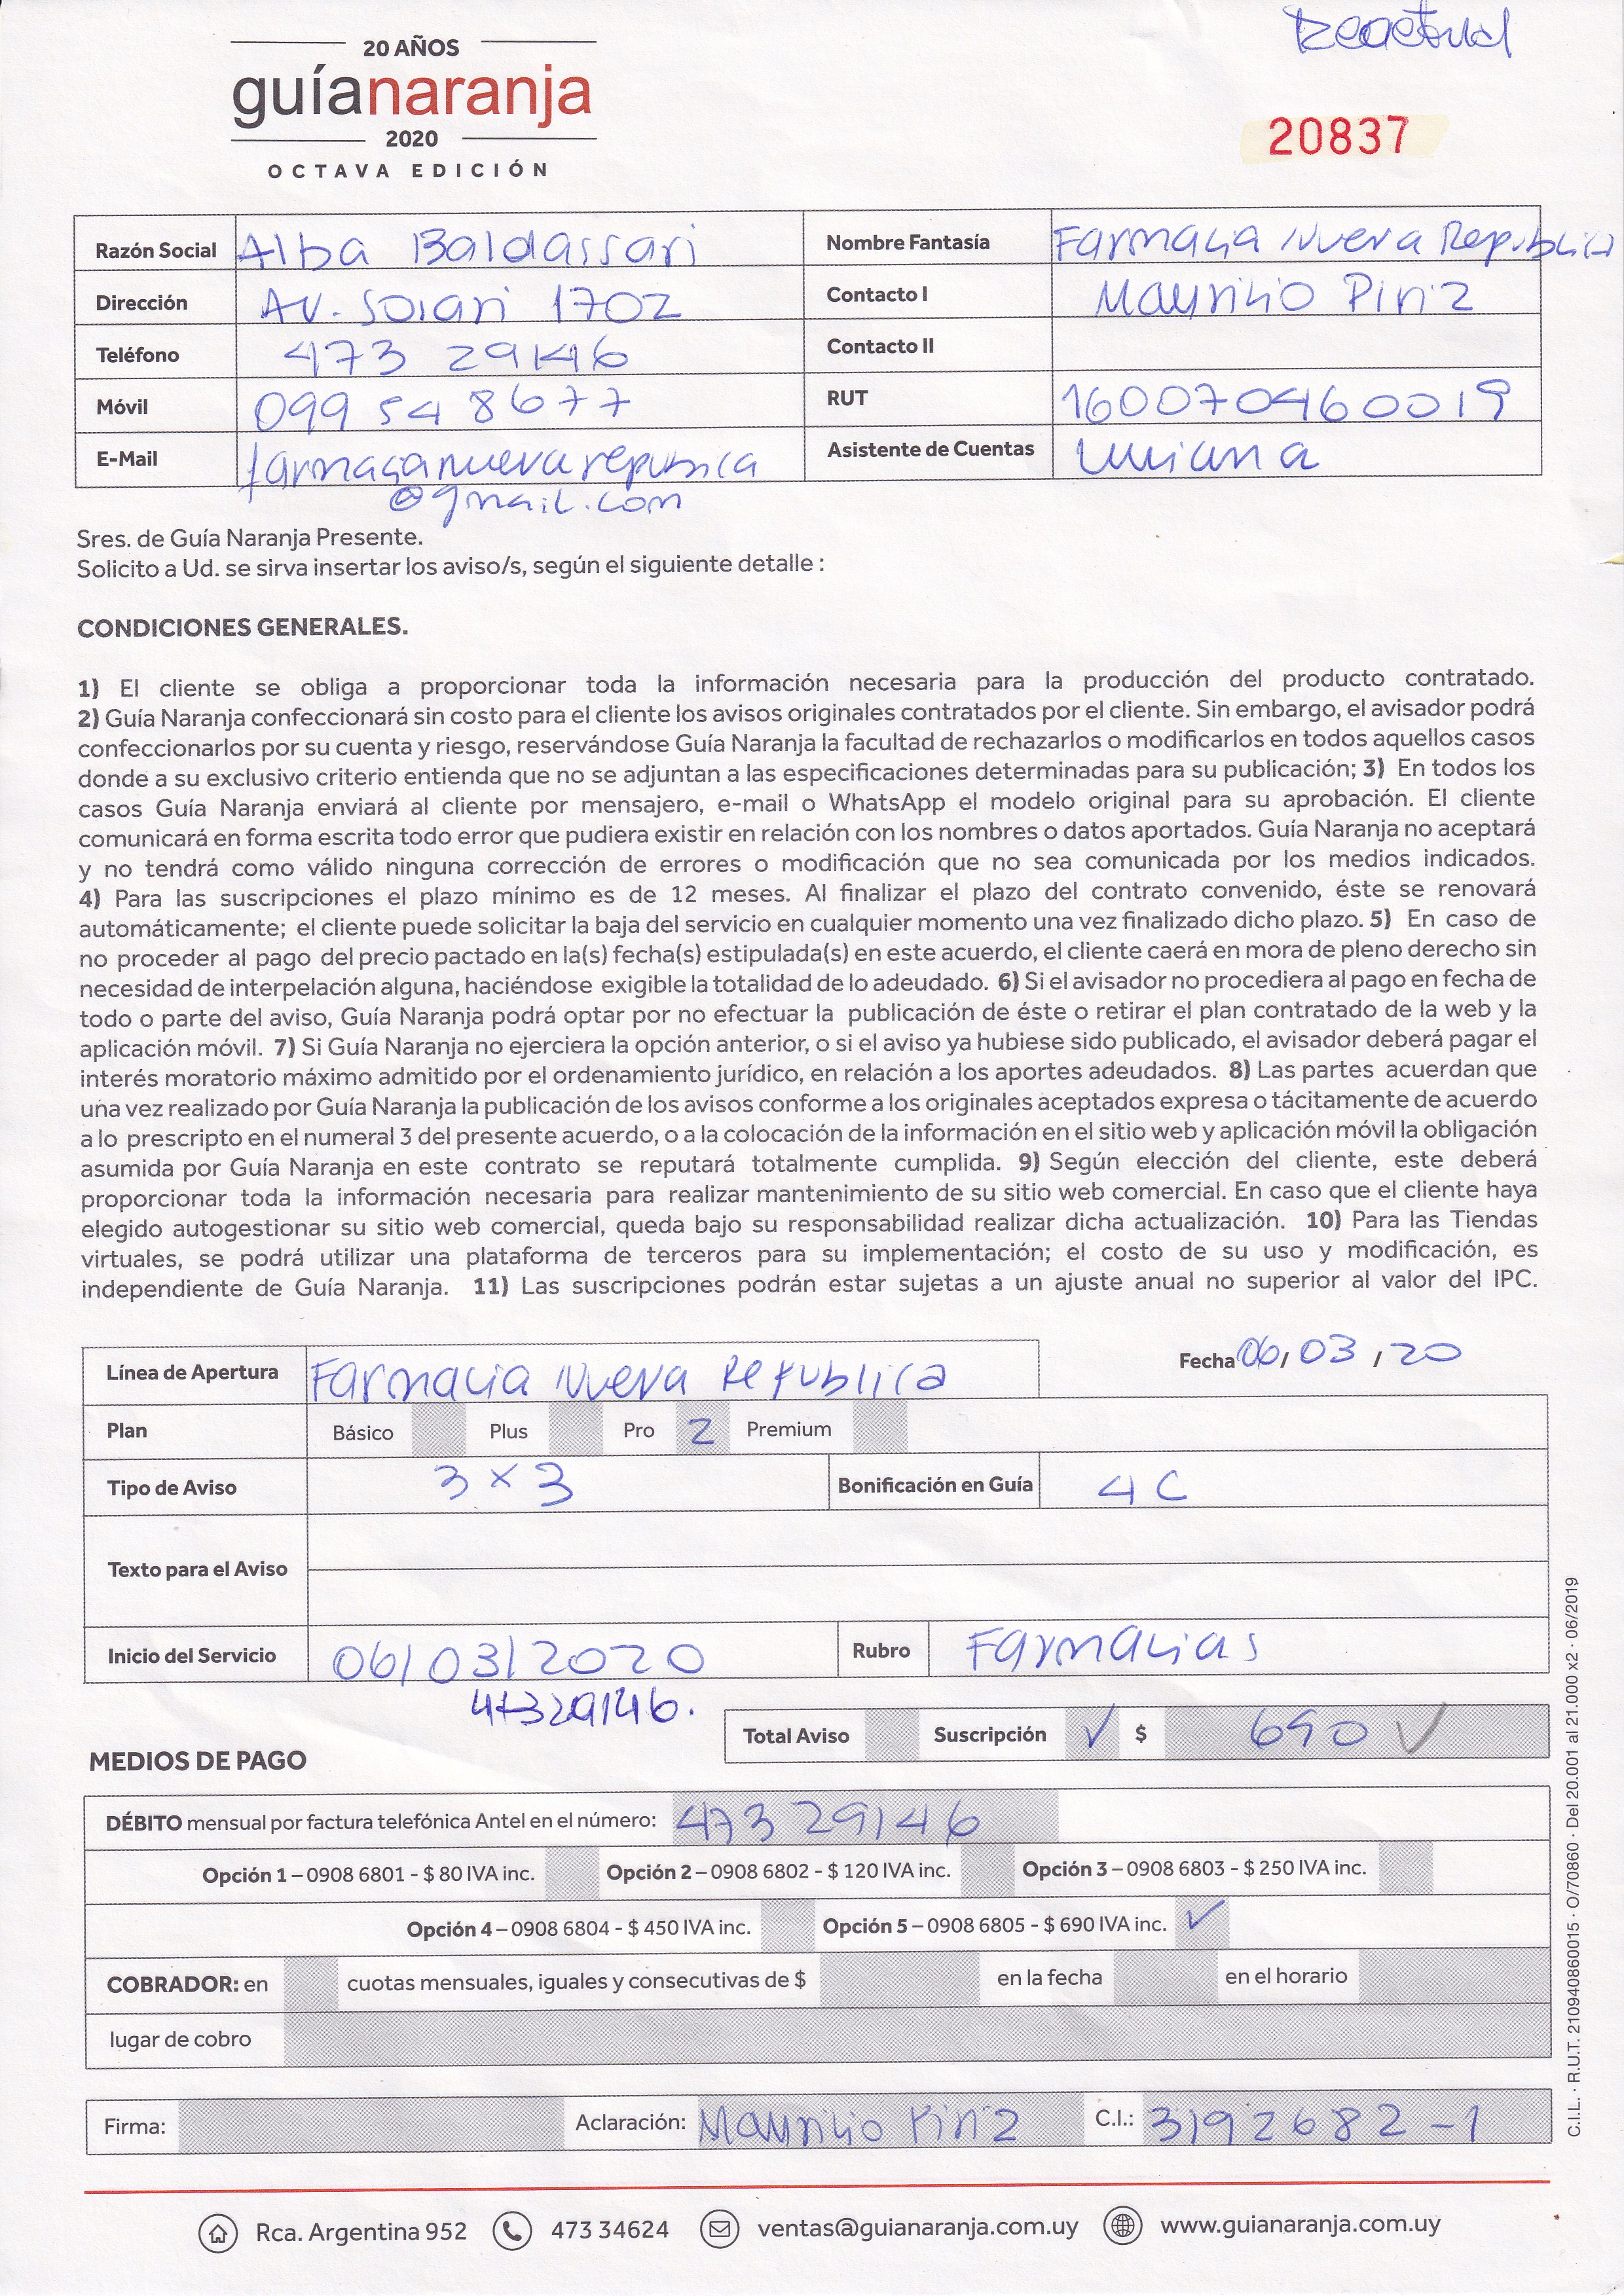 20 AÑOS
guíanaranja
2020
OCTAVA EDICIÓN
20837
Razón Social Alba Baldassari Nombre Fantasía Farmacia Nueva Republica
Dirección Av. Solari 1702 Contacto I Mauricio Piriz
Teléfono 473 29146 Contacto II
Móvil 099 548677 RUT 160070460019
E-Mail farmacianuevarepublica Asistente de Cuentas Luciana
@gmail.com
Sres. de Guía Naranja Presente.
Solicito a Ud. se sirva insertar los aviso/s, según el siguiente detalle :
CONDICIONES GENERALES.
1) El cliente se obliga a proporcionar toda la información necesaria para la producción del producto contratado.
2) Guía Naranja confeccionará sin costo para el cliente los avisos originales contratados por el cliente. Sin embargo, el avisador podrá
confeccionarlos por su cuenta y riesgo, reservándose Guía Naranja la facultad de rechazarlos o modificarlos en todos aquellos casos
donde a su exclusivo criterio entienda que no se adjuntan a las especificaciones determinadas para su publicación; 3) En todos los
casos Guía Naranja enviará al cliente por mensajero, e-mail o WhatsApp el modelo original para su aprobación. El cliente
comunicará en forma escrita todo error que pudiera existir en relación con los nombres o datos aportados. Guía Naranja no aceptará
y no tendrá como válido ninguna corrección de errores o modificación que no sea comunicada por los medios indicados.
4) Para las suscripciones el plazo mínimo es de 12 meses. Al finalizar el plazo del contrato convenido, éste se renovará
automáticamente; el cliente puede solicitar la baja del servicio en cualquier momento una vez finalizado dicho plazo. 5) En caso de
no proceder al pago del precio pactado en la(s) fecha(s) estipulada(s) en este acuerdo, el cliente caerá en mora de pleno derecho sin
necesidad de interpelación alguna, haciéndose exigible la totalidad de lo adeudado. 6) Si el avisador no procediera al pago en fecha de
todo o parte del aviso, Guía Naranja podrá optar por no efectuar la publicación de éste o retirar el plan contratado de la web y la
aplicación móvil. 7) Si Guía Naranja no ejerciera la opción anterior, o si el aviso ya hubiese sido publicado, el avisador deberá pagar el
interés moratorio máximo admitido por el ordenamiento jurídico, en relación a los aportes adeudados. 8) Las partes acuerdan que
una vez realizado por Guía Naranja la publicación de los avisos conforme a los originales aceptados expresa o tácitamente de acuerdo
a lo prescripto en el numeral 3 del presente acuerdo, o a la colocación de la información en el sitio web y aplicación móvil la obligación
asumida por Guía Naranja en este contrato se reputará totalmente cumplida. 9) Según elección del cliente, este deberá
proporcionar toda la información necesaria para realizar mantenimiento de su sitio web comercial. En caso que el cliente haya
elegido autogestionar su sitio web comercial, queda bajo su responsabilidad realizar dicha actualización. 10) Para las Tiendas
virtuales, se podrá utilizar una plataforma de terceros para su implementación; el costo de su uso y modificación, es
independiente de Guía Naranja. 11) Las suscripciones podrán estar sujetas a un ajuste anual no superior al valor del IPC.
Línea de Apertura Farmacia Nueva Republica Fecha 06/ 03 / 20
Plan Básico Plus Pro 2 Premium
Tipo de Aviso 3 x 3 Bonificación en Guía 4 C
Texto para el Aviso
Inicio del Servicio 06/03/2020 Rubro Farmacias
47329146.
Total Aviso Suscripción ✓ $ 690 ✓
MEDIOS DE PAGO
DÉBITO mensual por factura telefónica Antel en el número: 473 29146
Opción 1 – 0908 6801 - $ 80 IVA inc. Opción 2 – 0908 6802 - $ 120 IVA inc. Opción 3 – 0908 6803 - $ 250 IVA inc.
Opción 4 – 0908 6804 - $ 450 IVA inc. Opción 5 – 0908 6805 - $ 690 IVA inc. ✓
COBRADOR: en cuotas mensuales, iguales y consecutivas de $ en la fecha en el horario
lugar de cobro
Firma: Aclaración: Mauricio Piriz C.I.: 3192682-1
Rca. Argentina 952 473 34624 ventas@guianaranja.com.uy www.guianaranja.com.uy
C.I.L. · R.U.T. 210940860015 · O/70860 · Del 20.001 al 21.000 x2 · 06/2019